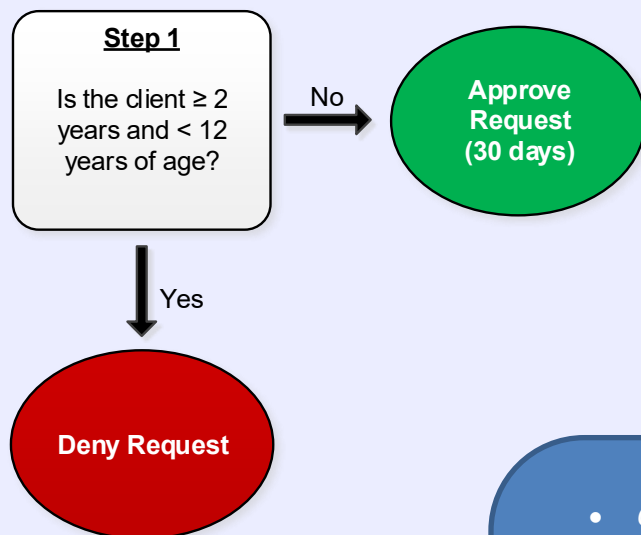 Step 1
Is the client ≥ 2
years and < 12
years of age?
No
Approve
Request
(30 days)
Yes
Deny Request
•